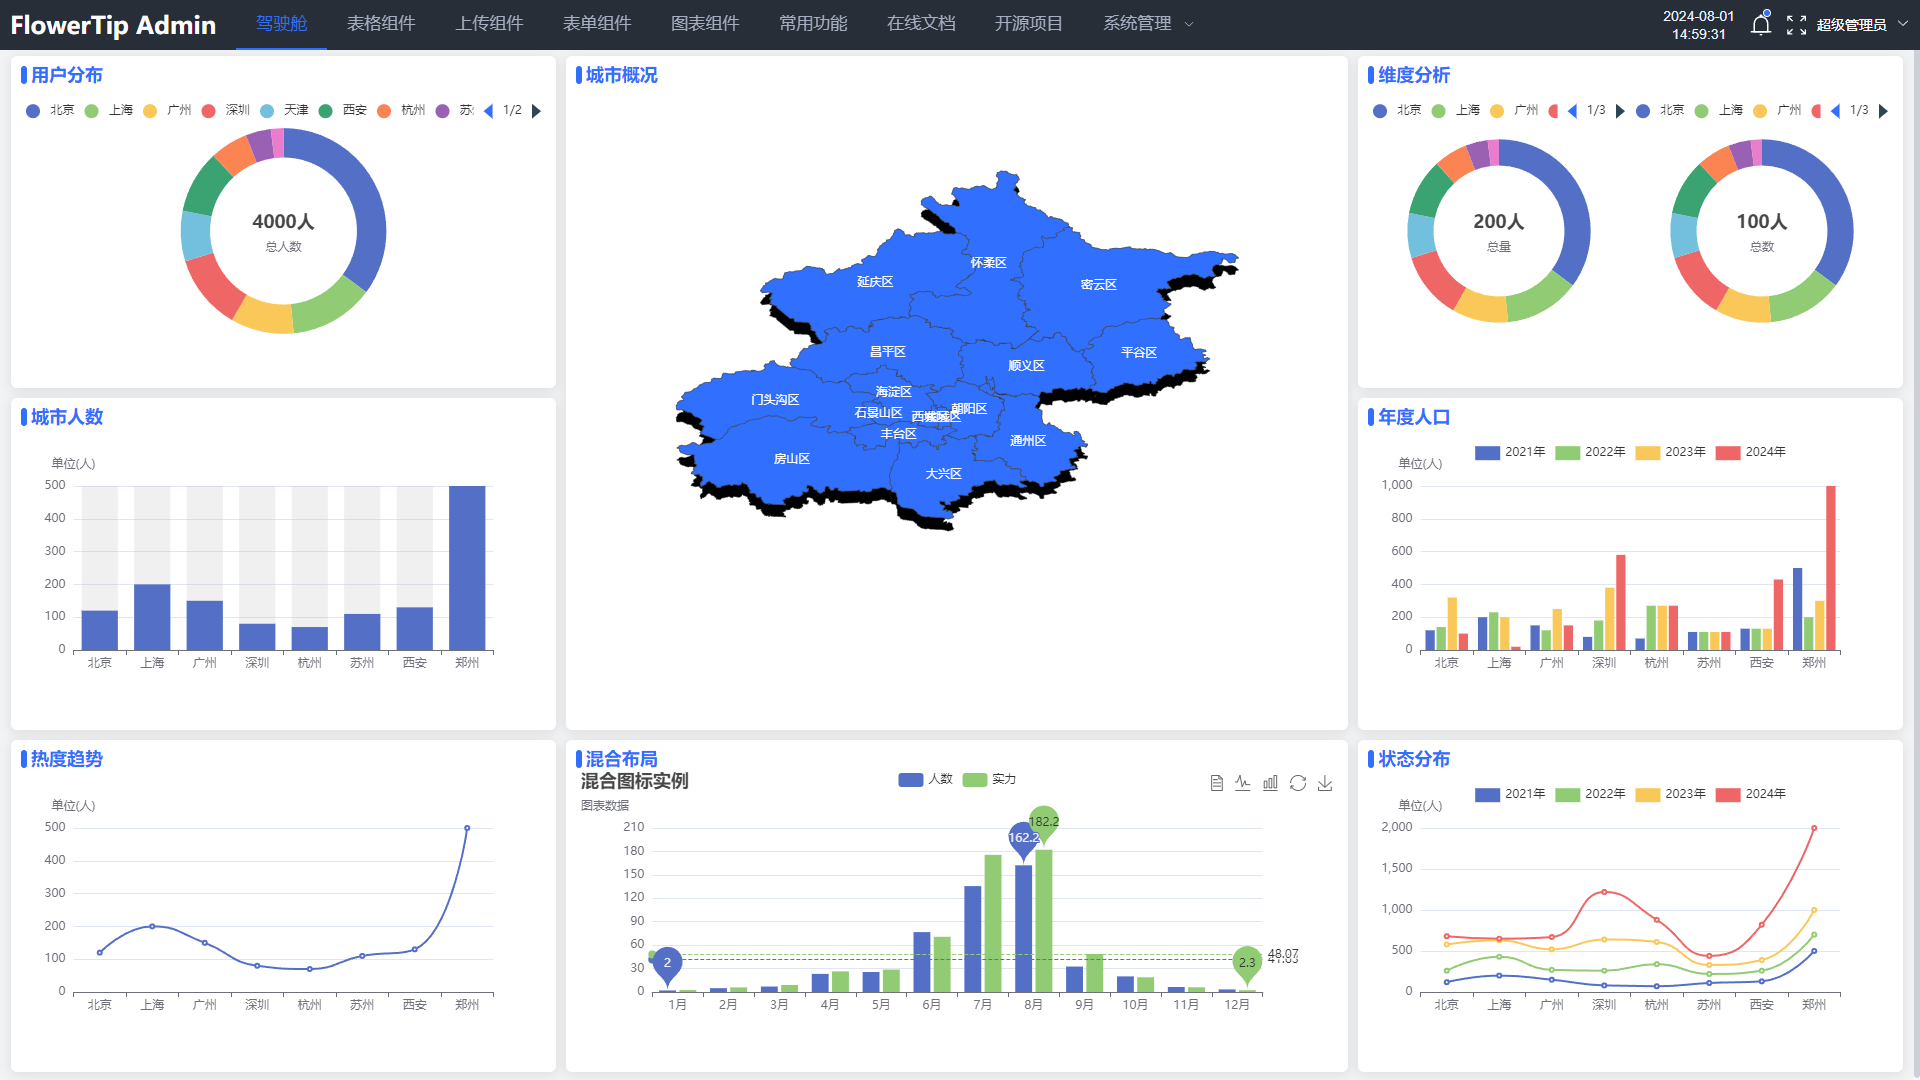 FlowerTip Admin
驾驶舱
表格组件
上传组件
表单组件
图表组件
常用功能
在线文档
开源项目
系统管理
2024-08-01
14:59:31
超级管理员
用户分布
北京 上海 广州 深圳 天津 西安 杭州 1/2
4000人
总人数
城市概况
怀柔区
延庆区
密云区
昌平区
平谷区
顺义区
海淀区
门头沟区
朝阳区
石景山区
丰台区
通州区
房山区
大兴区
维度分析
北京 上海 广州 1/3
北京 上海 广州 1/3
200人
总量
100人
总数
城市人数
单位(人)
500
400
300
200
100
0
北京 上海 广州 深圳 杭州 苏州 西安 郑州
年度人口
2021年 2022年 2023年 2024年
单位(人)
1,000
800
600
400
200
0
北京 上海 广州 深圳 杭州 苏州 西安 郑州
热度趋势
单位(人)
500
400
300
200
100
0
北京 上海 广州 深圳 杭州 苏州 西安 郑州
混合布局
混合图标实例
图表数据
人数 实力
210
180
150
120
90
60
30
0
162.2
182.2
2
2.3
48.07
1月 2月 3月 4月 5月 6月 7月 8月 9月 10月 11月 12月
状态分布
2021年 2022年 2023年 2024年
单位(人)
2,000
1,500
1,000
500
0
北京 上海 广州 深圳 杭州 苏州 西安 郑州